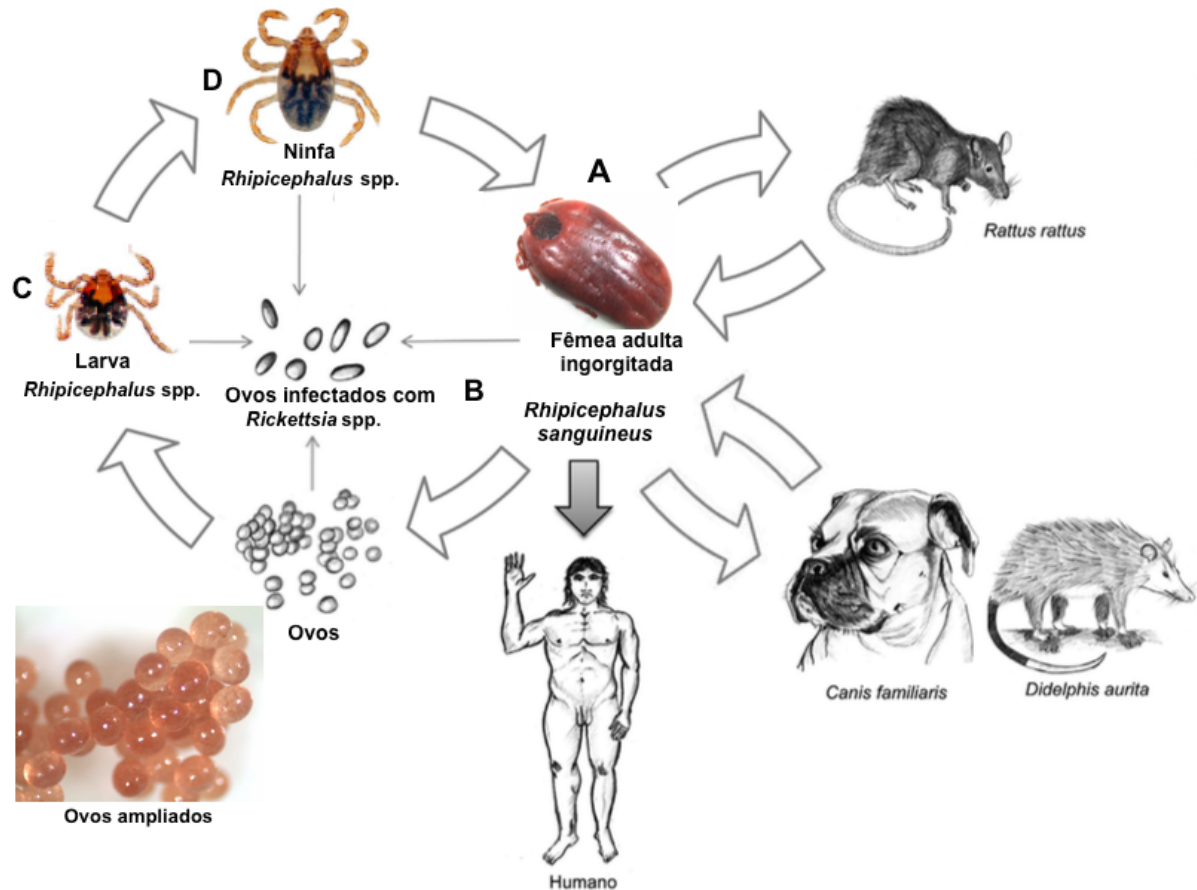 D
Ninfa
Rhipicephalus spp.
A
Rattus rattus
C
Larva
Rhipicephalus spp.
Fêmea adulta
ingorgitada
Ovos infectados com
Rickettsia spp.
B
Rhipicephalus
sanguineus
Ovos
Ovos ampliados
Canis familiaris
Didelphis aurita
Humano